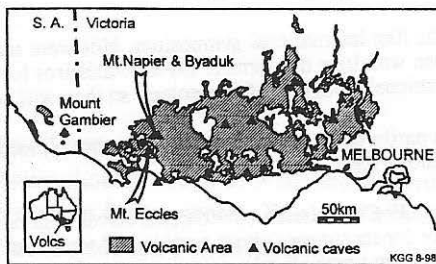 S. A. Victoria
Mt.Napier & Byaduk
Mount
Gambier
MELBOURNE
Mt. Eccles
50km
Volcs
Volcanic Area Volcanic caves
KGG 8-98